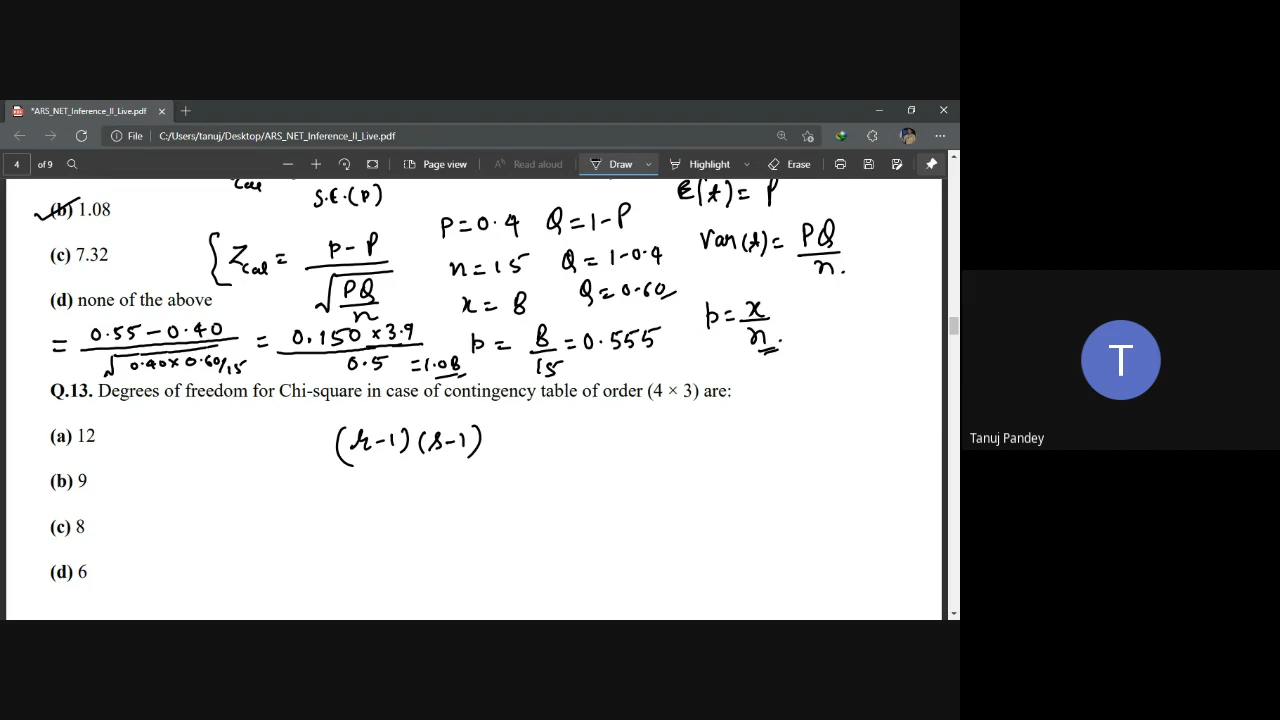 *ARS_NET_Inference_II_Live.pdf
File C:/Users/tanuj/Desktop/ARS_NET_Inference_II_Live.pdf
4 of 9 Page view Read aloud Draw Highlight Erase
Zcal S.E.(P) E(t) = P
(b) 1.08 P = 0.4 Q = 1 - P
(c) 7.32 { Zcal = p - P / √PQ/n n = 15 Q = 1 - 0.4 Var(t) = PQ/n.
(d) none of the above x = 8 Q = 0.60 p = x/n.
= 0.55 - 0.40 / √0.40 x 0.60/15 = 0.150 x 3.9 / 0.5 = 1.08 p = 8/15 = 0.555
Q.13. Degrees of freedom for Chi-square in case of contingency table of order (4 × 3) are:
(a) 12 (r-1)(s-1)
(b) 9
(c) 8
(d) 6
T
Tanuj Pandey